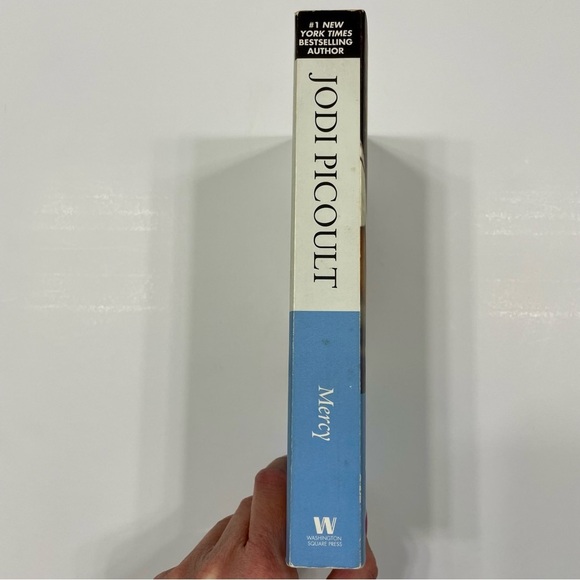 #1 NEW
YORK TIMES
BESTSELLING
AUTHOR
JODI PICOULT
Mercy
W
WASHINGTON
SQUARE PRESS